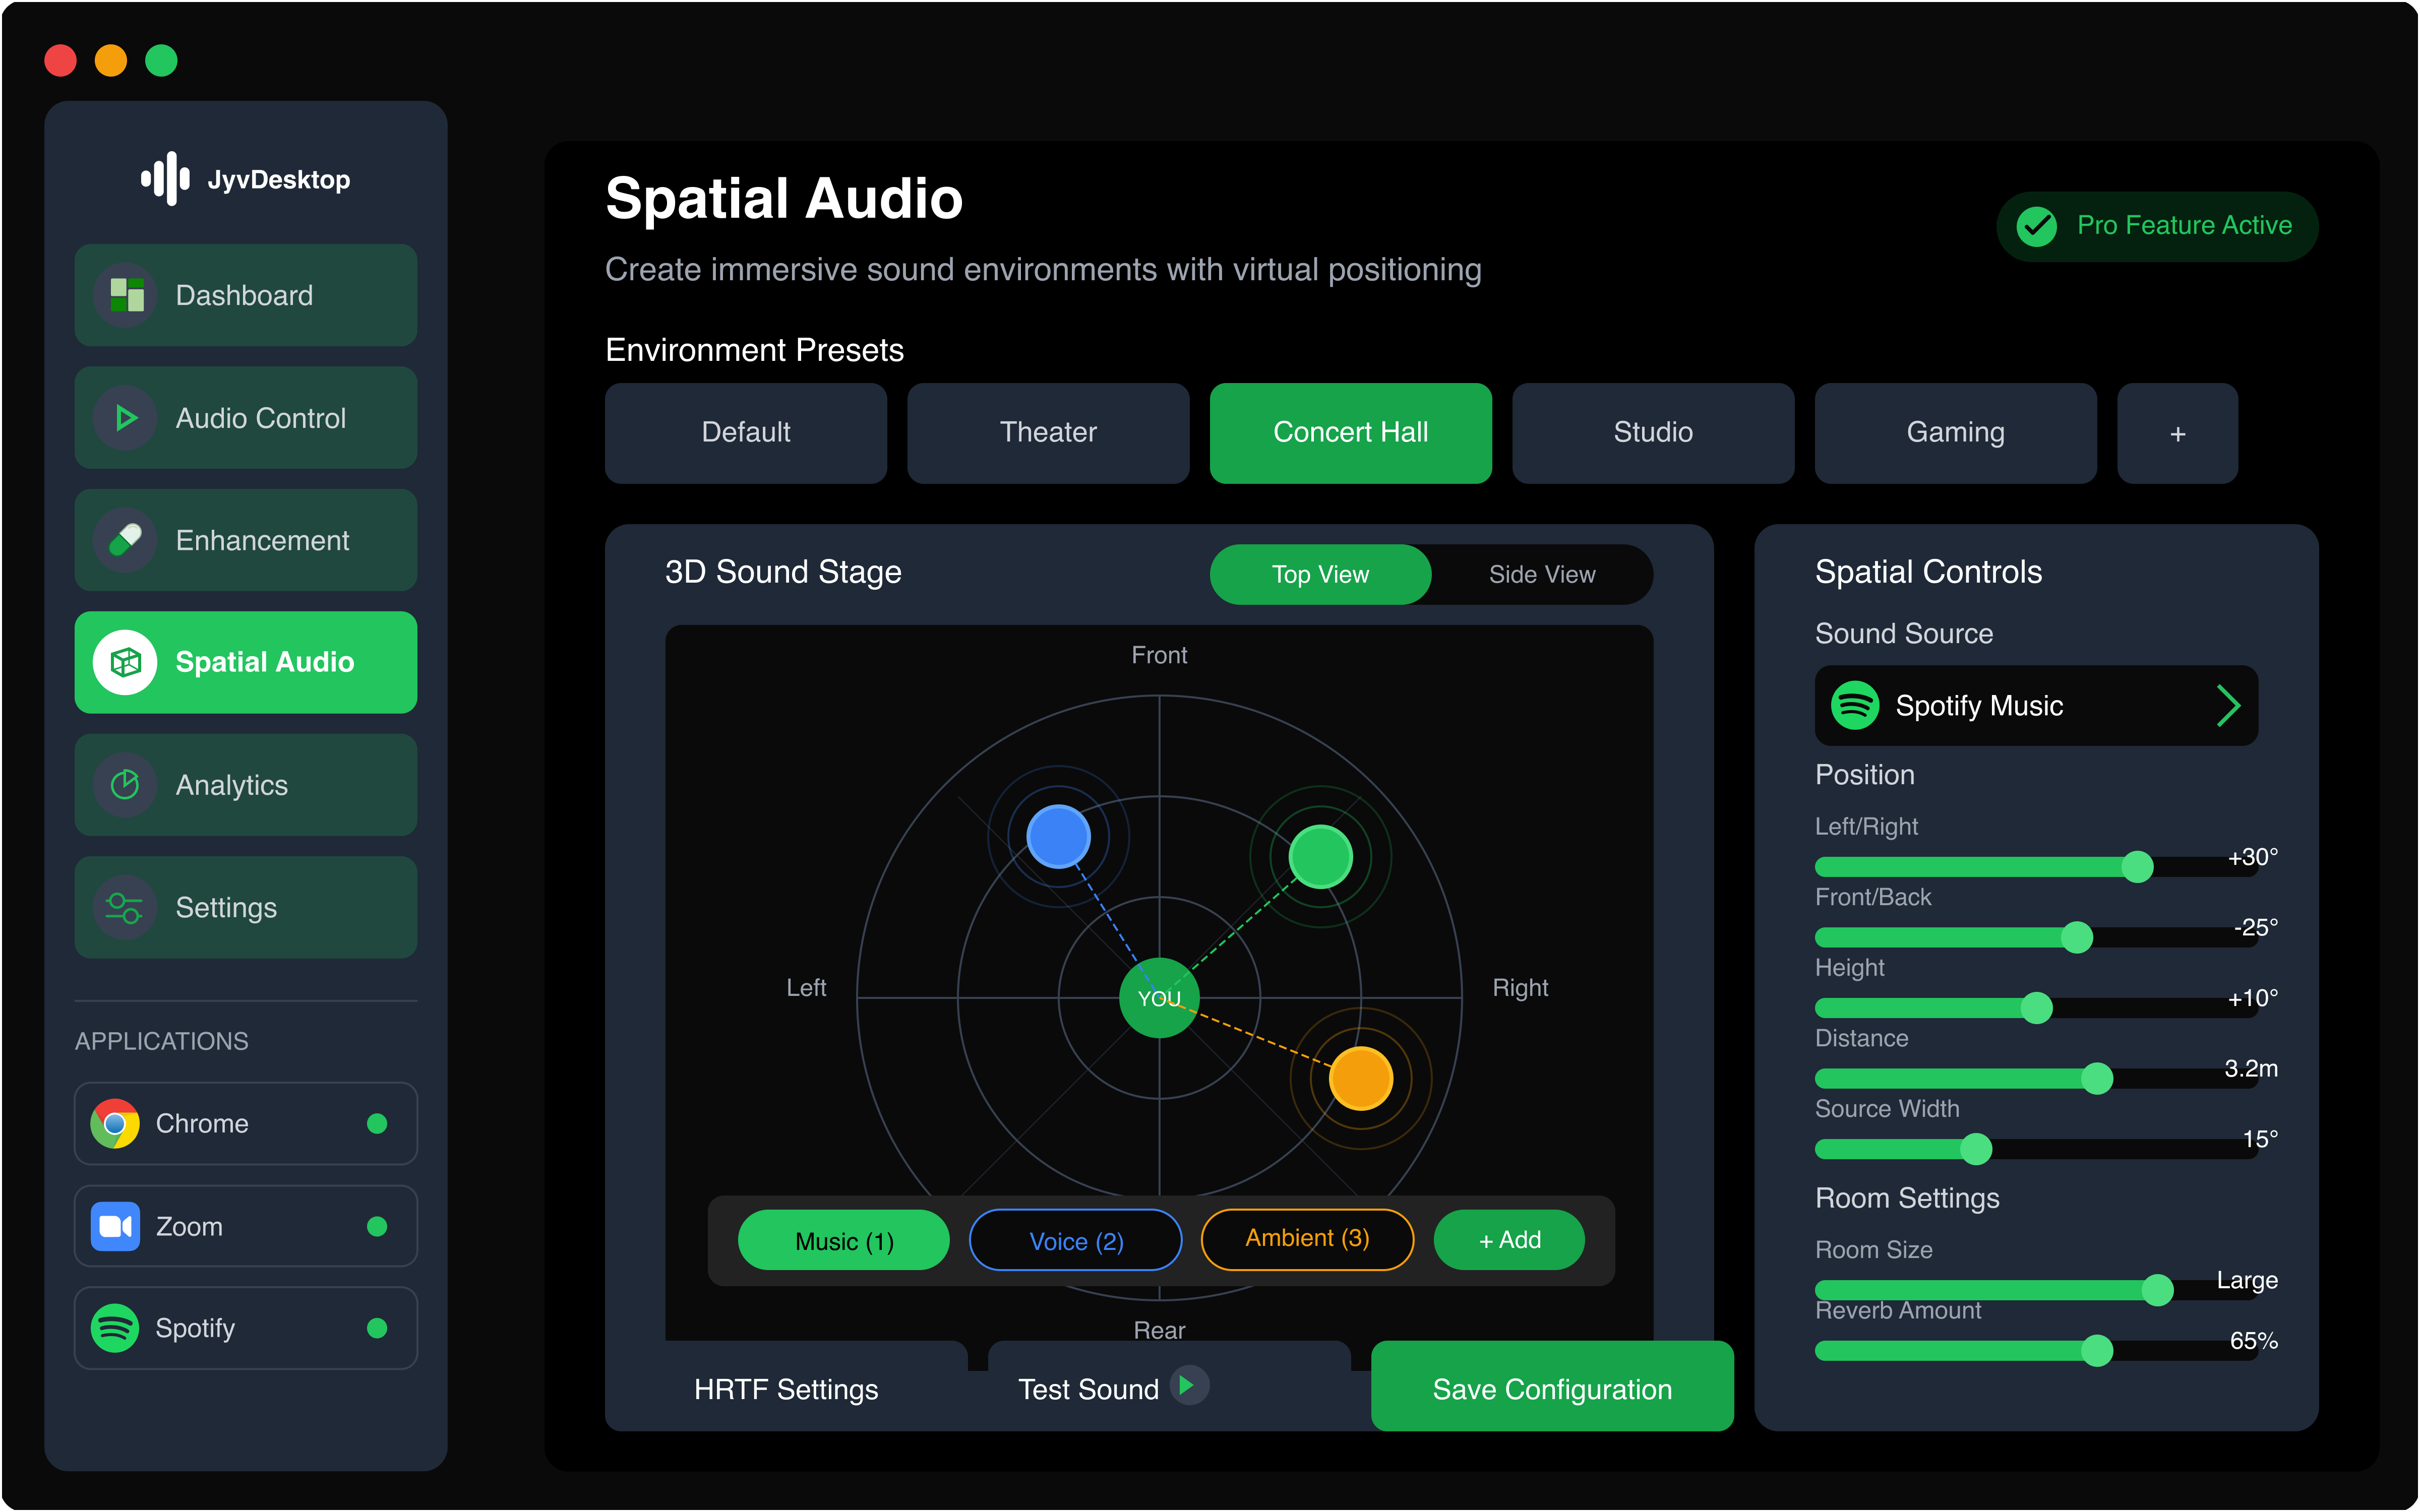 JyvDesktop
Dashboard
Audio Control
Enhancement
Spatial Audio
Analytics
Settings
APPLICATIONS
Chrome
Zoom
Spotify
Spatial Audio
Create immersive sound environments with virtual positioning
Pro Feature Active
Environment Presets
Default
Theater
Concert Hall
Studio
Gaming
+
3D Sound Stage
Top View
Side View
Front
Left
YOU
Right
Music (1)
Voice (2)
Ambient (3)
+ Add
Rear
HRTF Settings
Test Sound
Save Configuration
Spatial Controls
Sound Source
Spotify Music
Position
Left/Right
+30°
Front/Back
-25°
Height
+10°
Distance
3.2m
Source Width
15°
Room Settings
Room Size
Large
Reverb Amount
65%